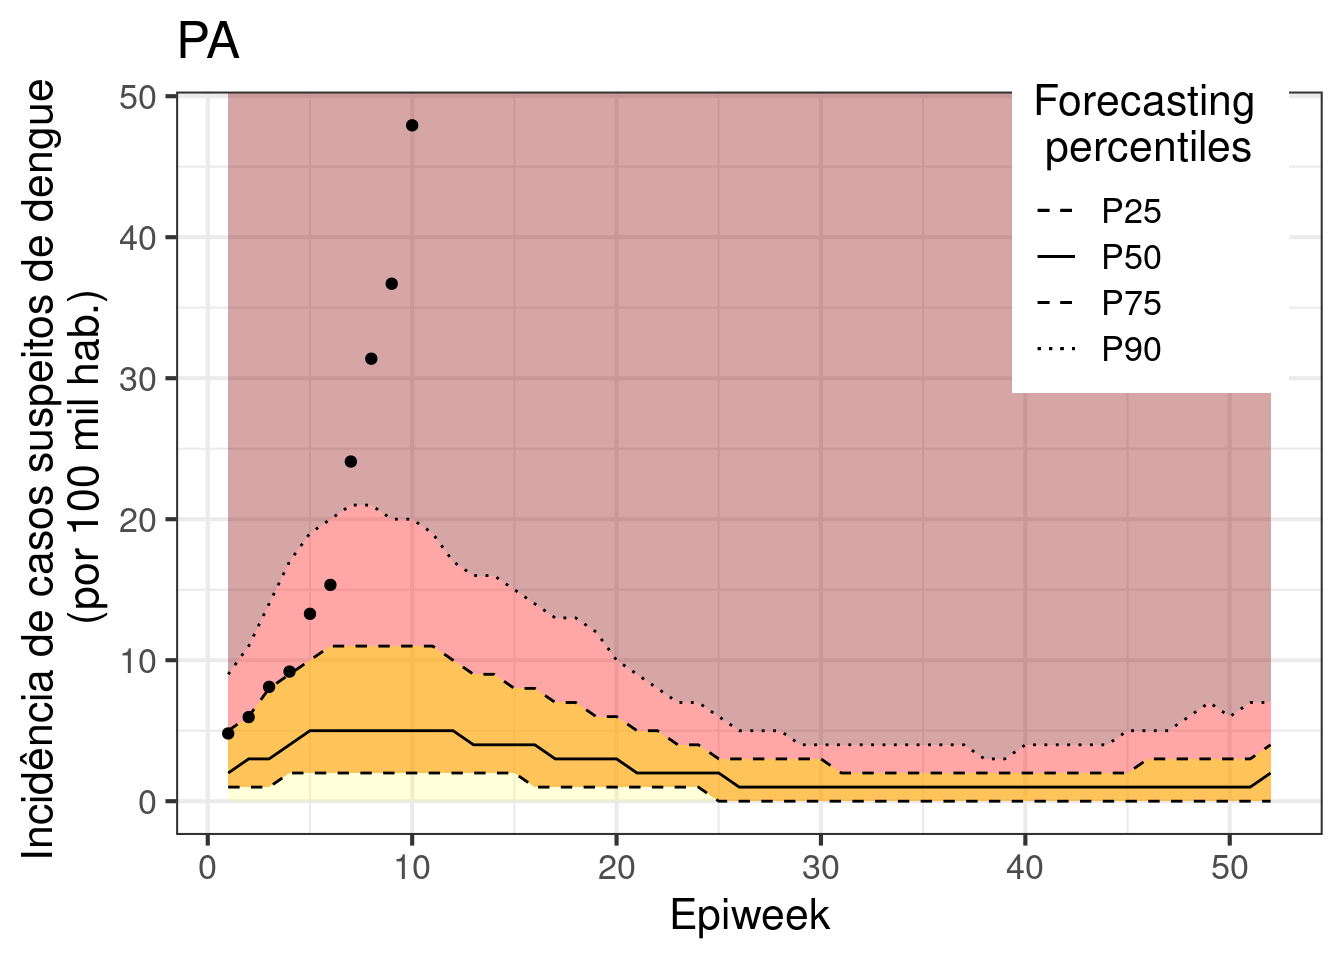 PA
Incidência de casos suspeitos de dengue
(por 100 mil hab.)
50
40
30
20
10
0
0
10
20
30
40
50
Epiweek
Forecasting
percentiles
P25
P50
P75
P90